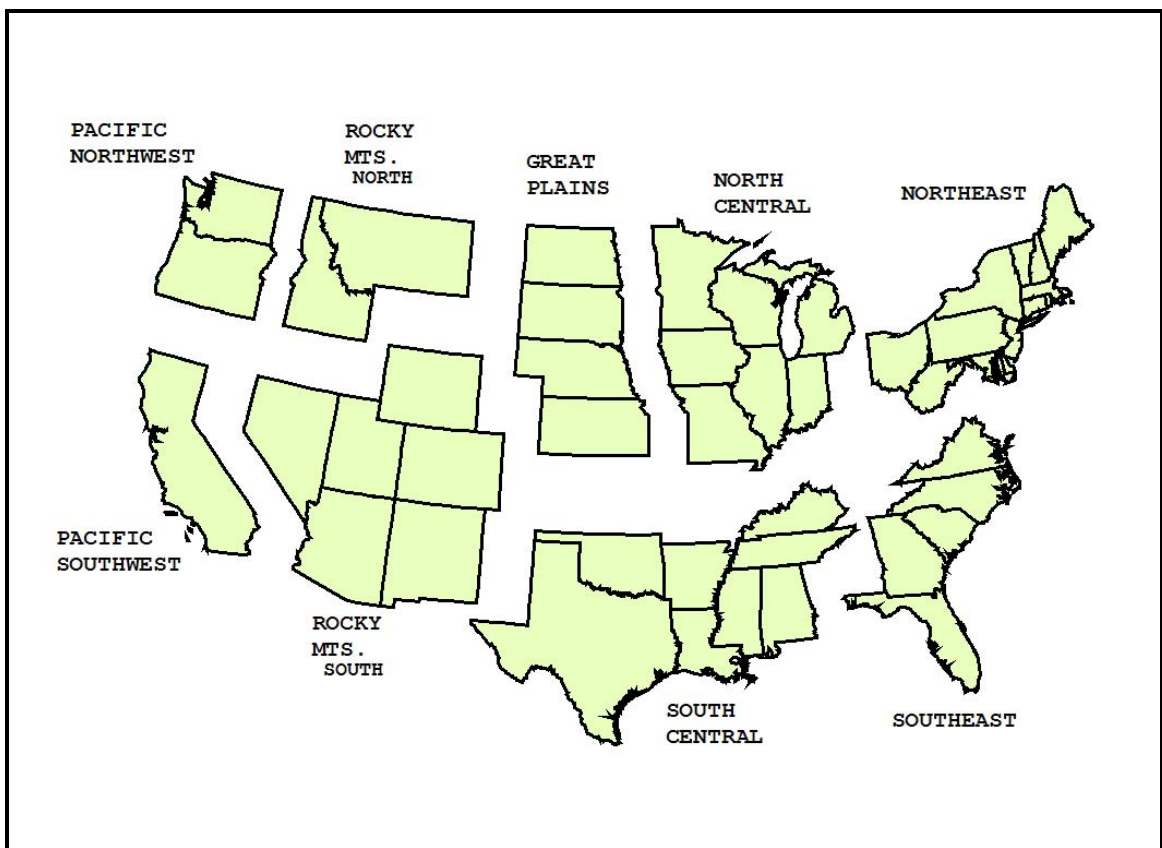 PACIFIC
NORTHWEST
ROCKY
MTS.
NORTH
GREAT
PLAINS
NORTH
CENTRAL
NORTHEAST
PACIFIC
SOUTHWEST
ROCKY
MTS.
SOUTH
SOUTH
CENTRAL
SOUTHEAST